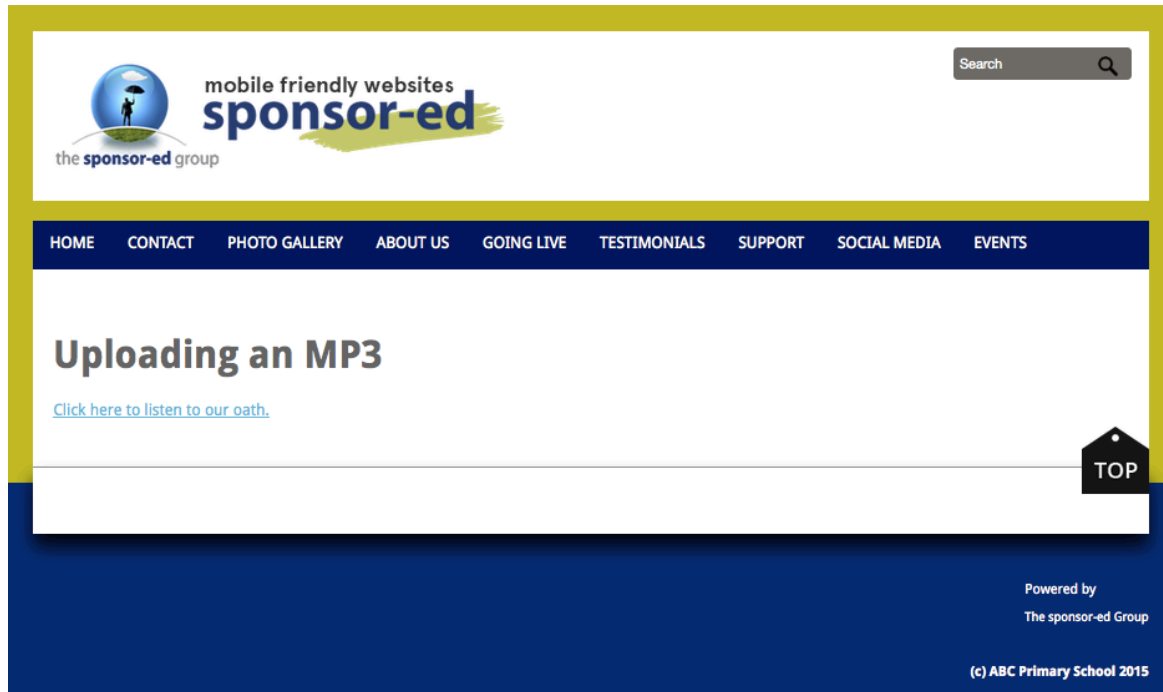 mobile friendly websites
sponsor-ed
the sponsor-ed group
Search
HOME CONTACT PHOTO GALLERY ABOUT US GOING LIVE TESTIMONIALS SUPPORT SOCIAL MEDIA EVENTS
Uploading an MP3
Click here to listen to our oath.
TOP
Powered by
The sponsor-ed Group
(c) ABC Primary School 2015